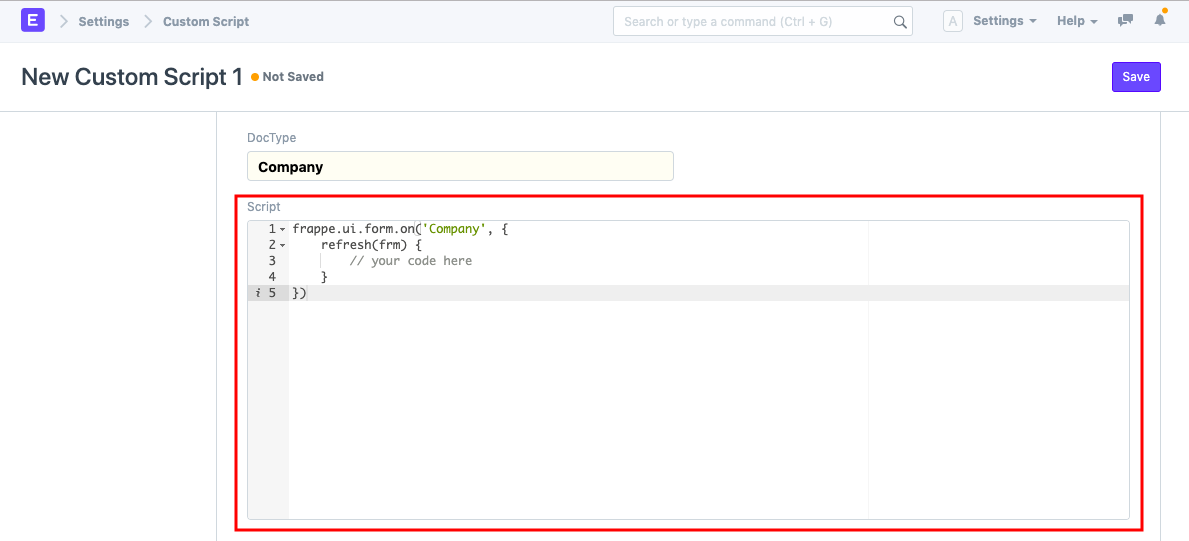 E Settings Custom Script Search or type a command (Ctrl + G) A Settings Help
New Custom Script 1 Not Saved Save
DocType
Company
Script
1 frappe.ui.form.on('Company', {
2 refresh(frm) {
3 // your code here
4 }
i 5 })